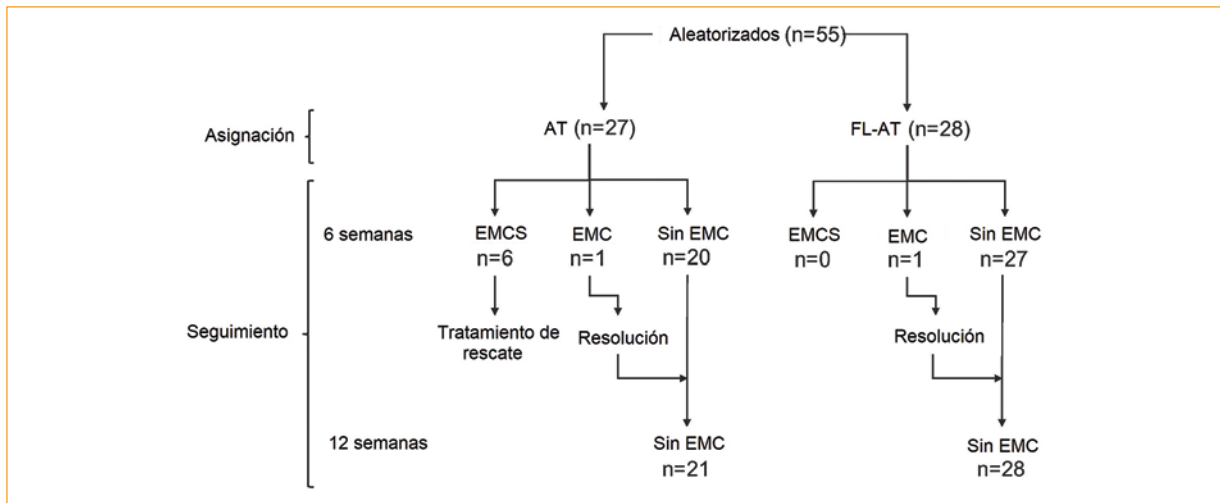 Aleatorizados (n=55)
Asignación
AT (n=27)
FL-AT (n=28)
Seguimiento
6 semanas
EMCS
n=6
EMC
n=1
Sin EMC
n=20
EMCS
n=0
EMC
n=1
Sin EMC
n=27
Tratamiento de
rescate
Resolución
Resolución
12 semanas
Sin EMC
n=21
Sin EMC
n=28